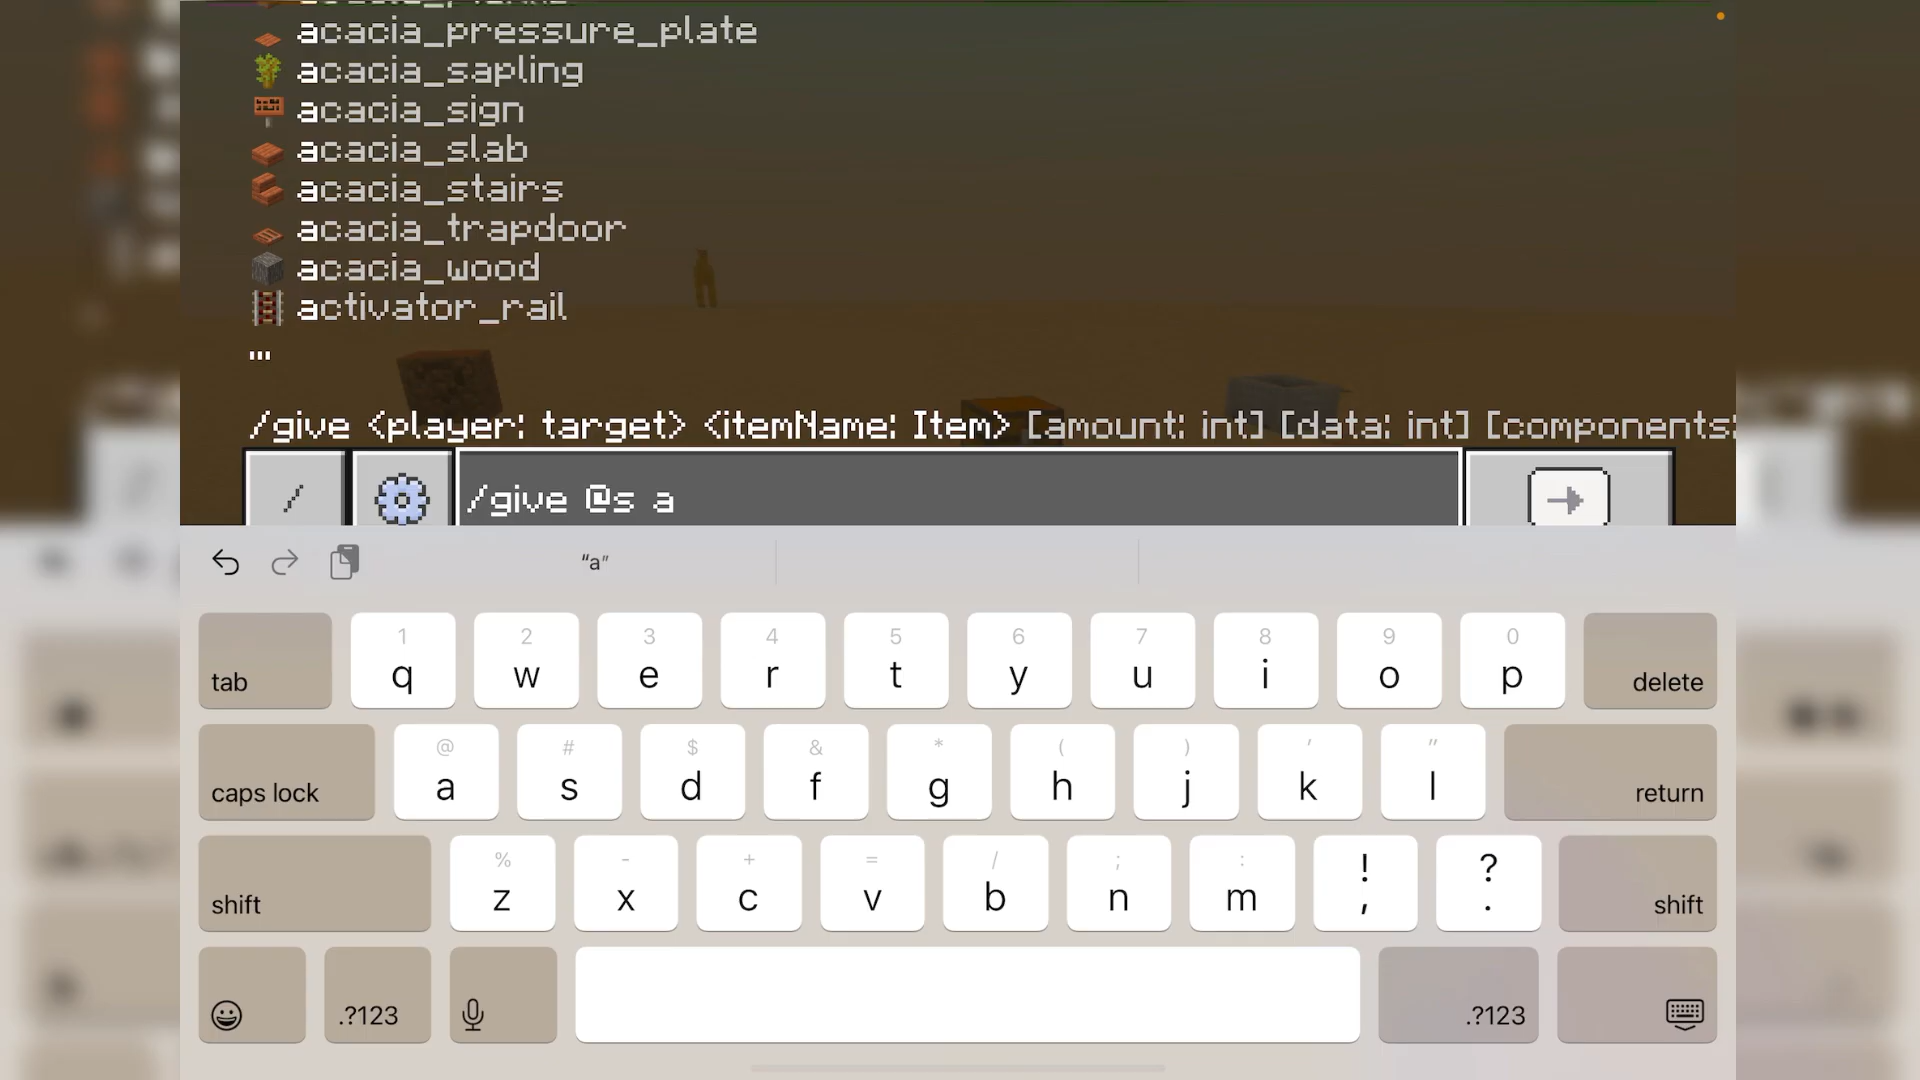 acacia_pressure_plate
acacia_sapling
acacia_sign
acacia_slab
acacia_stairs
acacia_trapdoor
acacia_wood
activator_rail
...
/give <player: target> <itemName: Item> [amount: int] [data: int] [components:
/ /give @s a
“a”
tab 1 q 2 w 3 e 4 r 5 t 6 y 7 u 8 i 9 o 0 p delete
caps lock @ a # s $ d & f * g ( h ) j ' k " l return
shift % z - x + c = v / b ; n : m ! , ? . shift
.?123 .?123